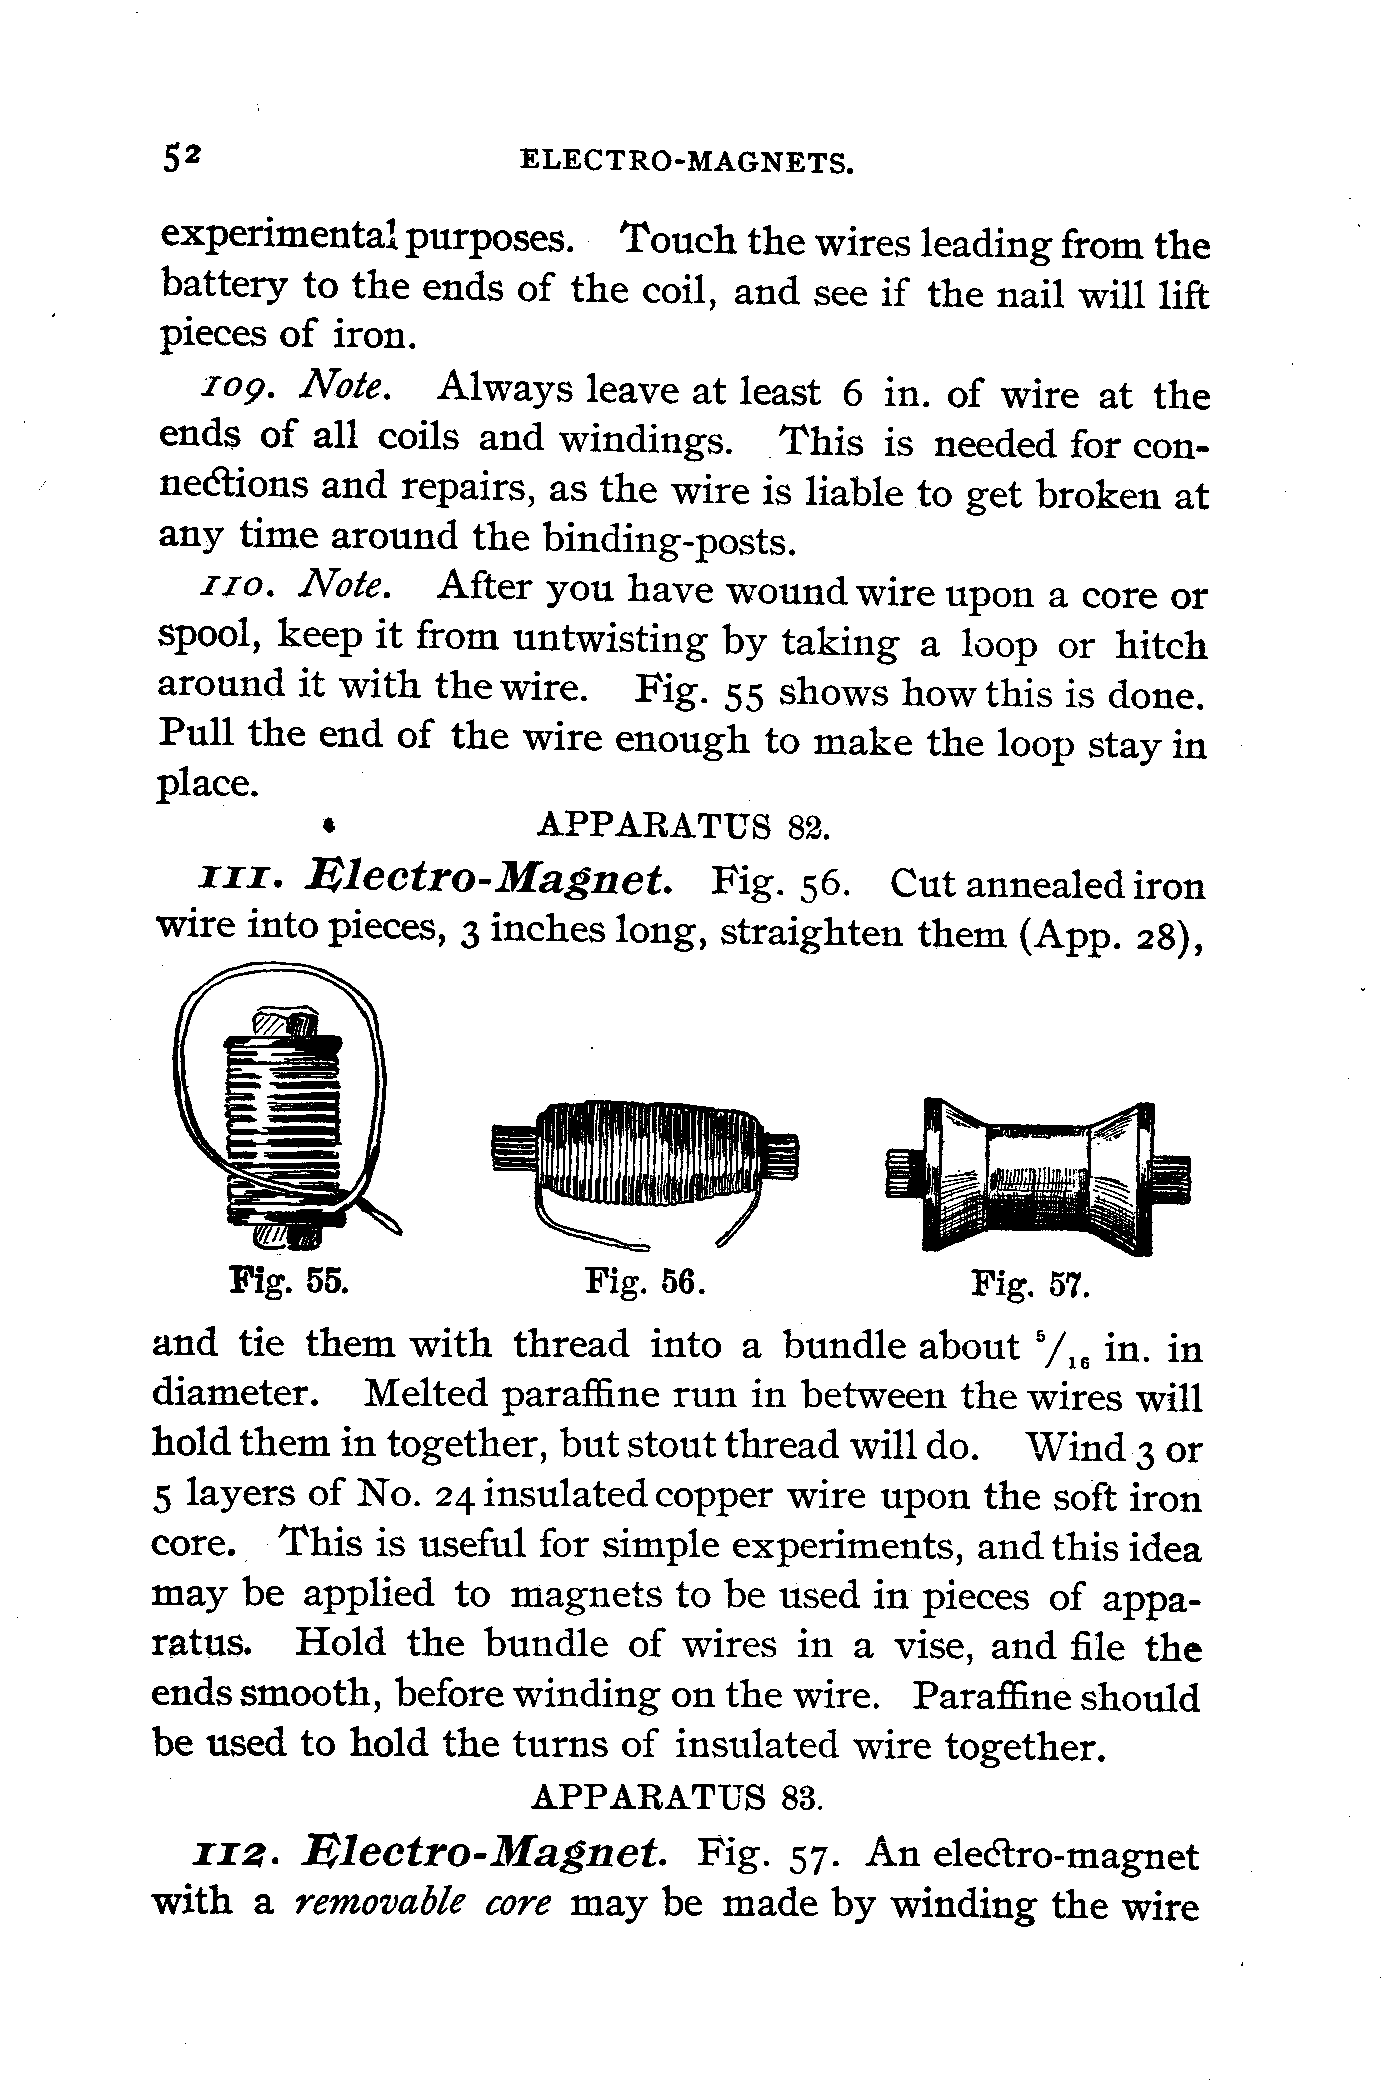 52 ELECTRO-MAGNETS.
experimental purposes. Touch the wires leading from the
battery to the ends of the coil, and see if the nail will lift
pieces of iron.
109. Note. Always leave at least 6 in. of wire at the
ends of all coils and windings. This is needed for con-
nections and repairs, as the wire is liable to get broken at
any time around the binding-posts.
110. Note. After you have wound wire upon a core or
spool, keep it from untwisting by taking a loop or hitch
around it with the wire. Fig. 55 shows how this is done.
Pull the end of the wire enough to make the loop stay in
place.
APPARATUS 82.
111. Electro-Magnet. Fig. 56. Cut annealed iron
wire into pieces, 3 inches long, straighten them (App. 28),
Fig. 55. Fig. 56. Fig. 57.
and tie them with thread into a bundle about 5/16 in. in
diameter. Melted paraffine run in between the wires will
hold them in together, but stout thread will do. Wind 3 or
5 layers of No. 24 insulated copper wire upon the soft iron
core. This is useful for simple experiments, and this idea
may be applied to magnets to be used in pieces of appa-
ratus. Hold the bundle of wires in a vise, and file the
ends smooth, before winding on the wire. Paraffine should
be used to hold the turns of insulated wire together.
APPARATUS 83.
112. Electro-Magnet. Fig. 57. An electro-magnet
with a removable core may be made by winding the wire